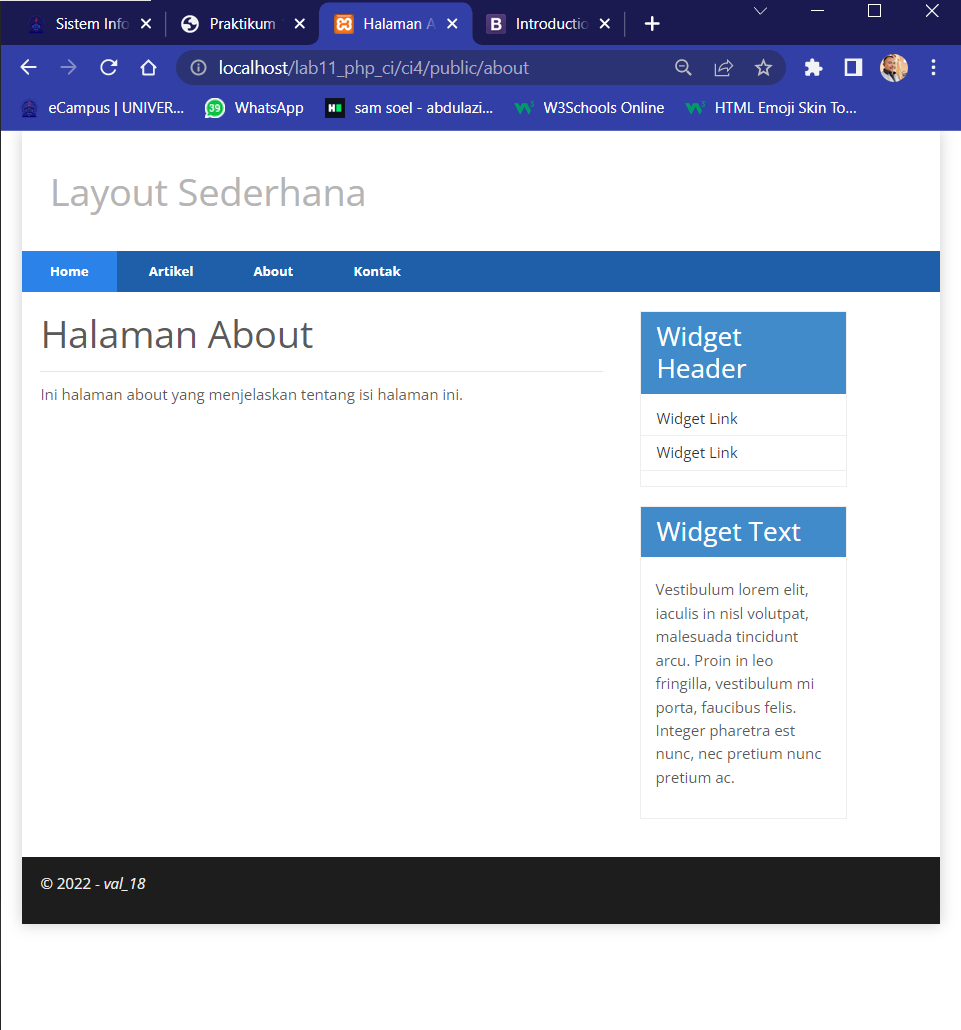 Sistem Info
Praktikum
Halaman A
Introductio
localhost/lab11_php_ci/ci4/public/about
eCampus | UNIVER...
39
WhatsApp
H
sam soel - abdulazi...
W3Schools Online
HTML Emoji Skin To...
Layout Sederhana
Home
Artikel
About
Kontak
Halaman About
Ini halaman about yang menjelaskan tentang isi halaman ini.
Widget
Header
Widget Link
Widget Link
Widget Text
Vestibulum lorem elit,
iaculis in nisl volutpat,
malesuada tincidunt
arcu. Proin in leo
fringilla, vestibulum mi
porta, faucibus felis.
Integer pharetra est
nunc, nec pretium nunc
pretium ac.
© 2022 - val_18